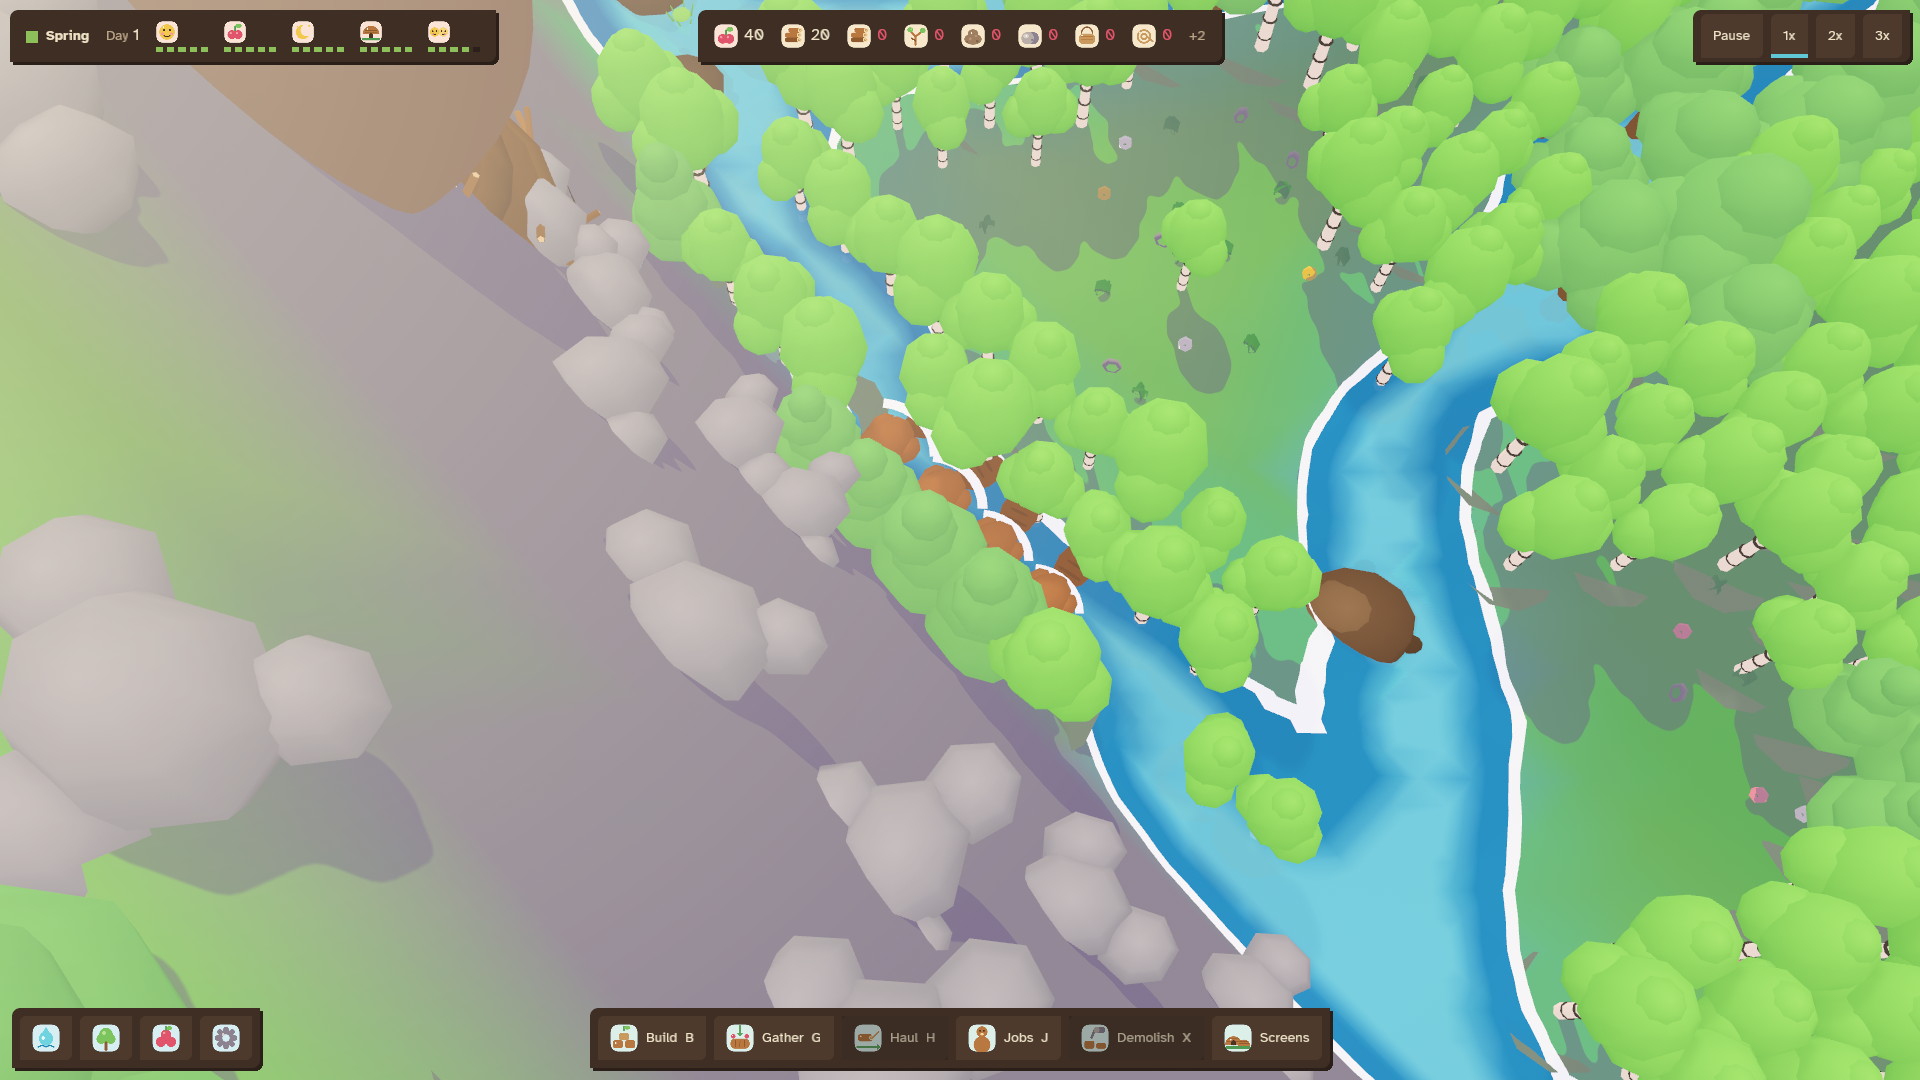 Spring Day 1
40 20 0 0 0 0 0 0 +2
Pause 1x 2x 3x
Build B Gather G Haul H Jobs J Demolish X Screens